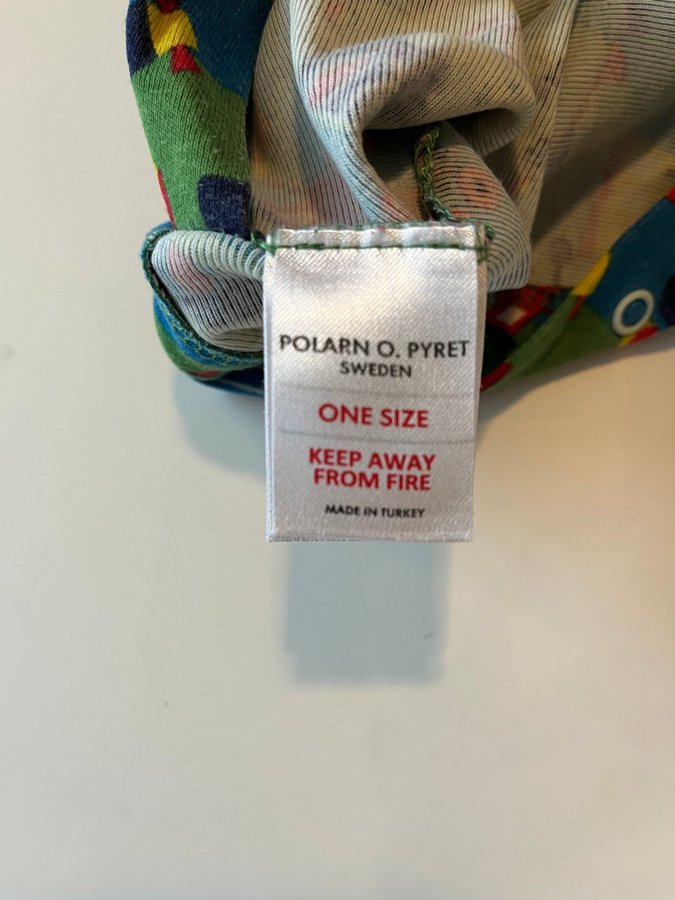 POLARN O. PYRET
SWEDEN
ONE SIZE
KEEP AWAY
FROM FIRE
MADE IN TURKEY